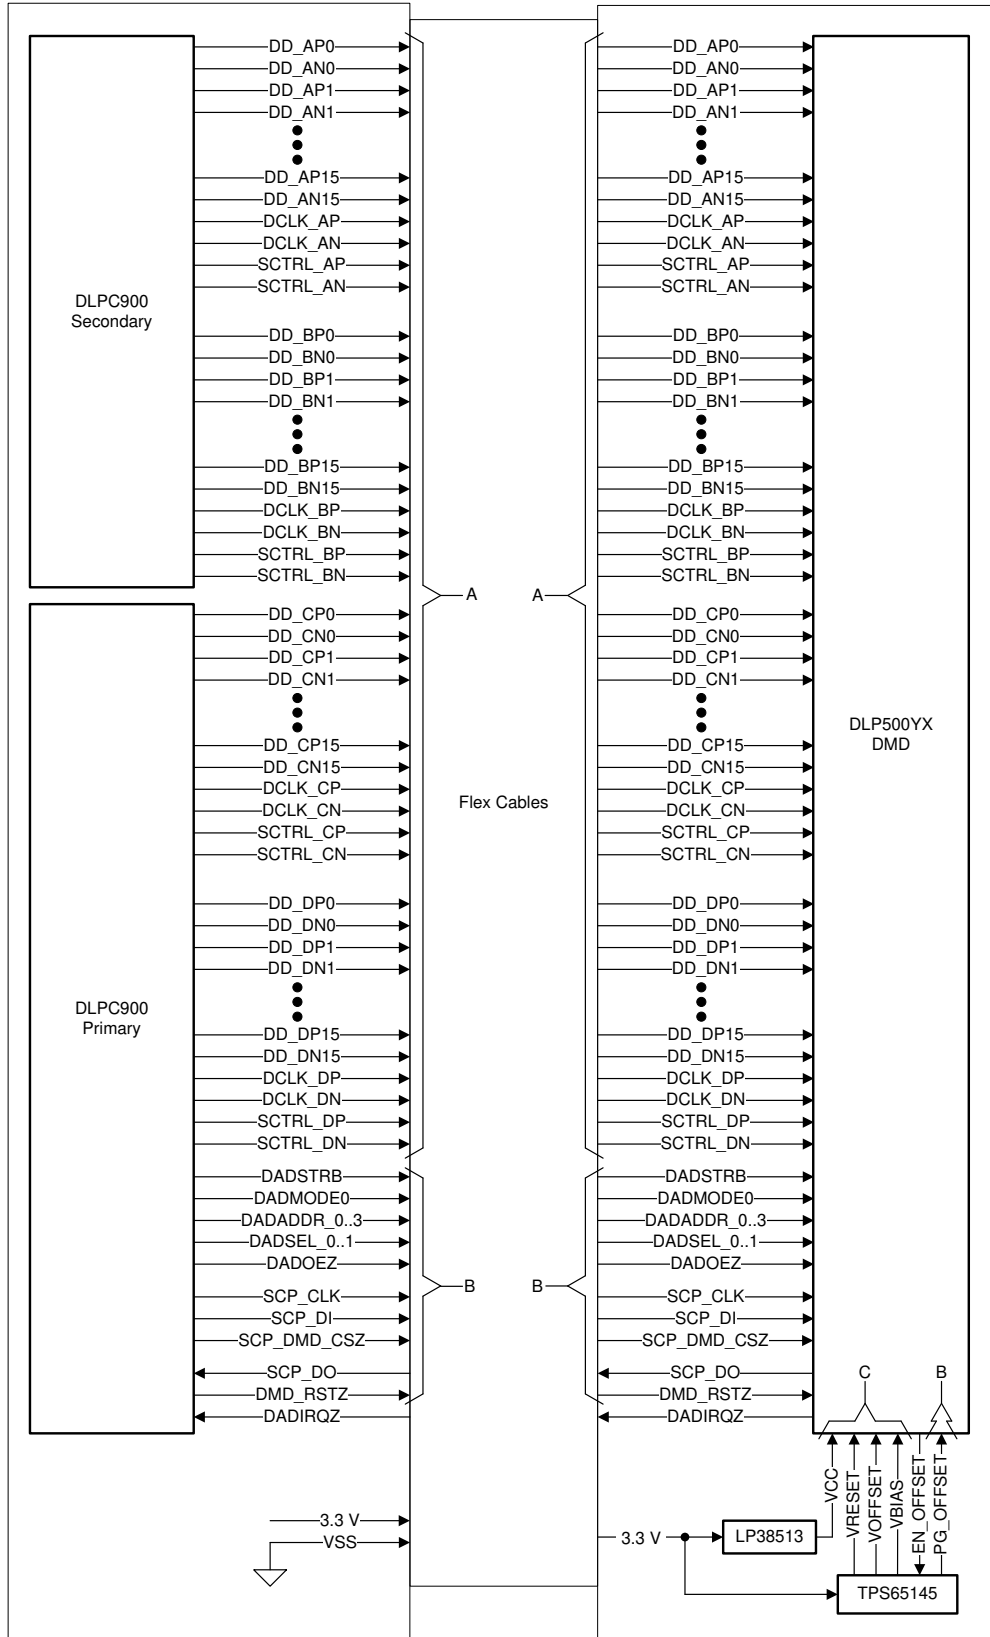 DLPC900
Secondary
DD_AP0
DD_AN0
DD_AP1
DD_AN1
DD_AP15
DD_AN15
DCLK_AP
DCLK_AN
SCTRL_AP
SCTRL_AN
DD_BP0
DD_BN0
DD_BP1
DD_BN1
DD_BP15
DD_BN15
DCLK_BP
DCLK_BN
SCTRL_BP
SCTRL_BN
DLPC900
Primary
DD_CP0
DD_CN0
DD_CP1
DD_CN1
DD_CP15
DD_CN15
DCLK_CP
DCLK_CN
SCTRL_CP
SCTRL_CN
DD_DP0
DD_DN0
DD_DP1
DD_DN1
DD_DP15
DD_DN15
DCLK_DP
DCLK_DN
SCTRL_DP
SCTRL_DN
DADSTRB
DADMODE0
DADADDR_0..3
DADSEL_0..1
DADOEZ
SCP_CLK
SCP_DI
SCP_DMD_CSZ
SCP_DO
DMD_RSTZ
DADIRQZ
3.3 V
VSS
A
B
Flex Cables
A
B
DD_AP0
DD_AN0
DD_AP1
DD_AN1
DD_AP15
DD_AN15
DCLK_AP
DCLK_AN
SCTRL_AP
SCTRL_AN
DD_BP0
DD_BN0
DD_BP1
DD_BN1
DD_BP15
DD_BN15
DCLK_BP
DCLK_BN
SCTRL_BP
SCTRL_BN
DD_CP0
DD_CN0
DD_CP1
DD_CN1
DD_CP15
DD_CN15
DCLK_CP
DCLK_CN
SCTRL_CP
SCTRL_CN
DD_DP0
DD_DN0
DD_DP1
DD_DN1
DD_DP15
DD_DN15
DCLK_DP
DCLK_DN
SCTRL_DP
SCTRL_DN
DADSTRB
DADMODE0
DADADDR_0..3
DADSEL_0..1
DADOEZ
SCP_CLK
SCP_DI
SCP_DMD_CSZ
SCP_DO
DMD_RSTZ
DADIRQZ
DLP500YX
DMD
C
B
VCC
VRESET
VOFFSET
VBIAS
EN_OFFSET
PG_OFFSET
3.3 V
LP38513
TPS65145